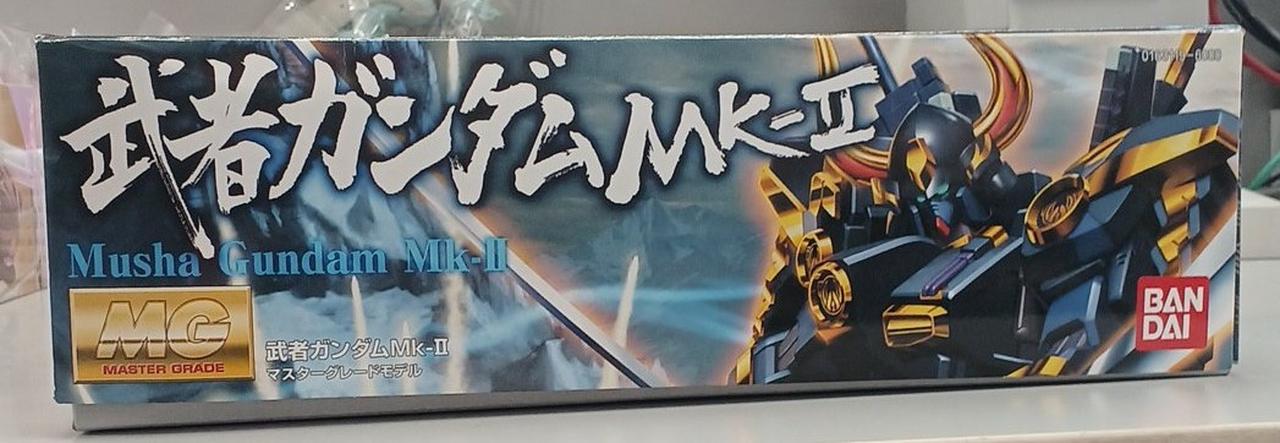 武者ガンダムMK-Ⅱ
Musha Gundam Mk-II
MG
MASTER GRADE
武者ガンダムMk-Ⅱ
マスターグレードモデル
BAN
DAI